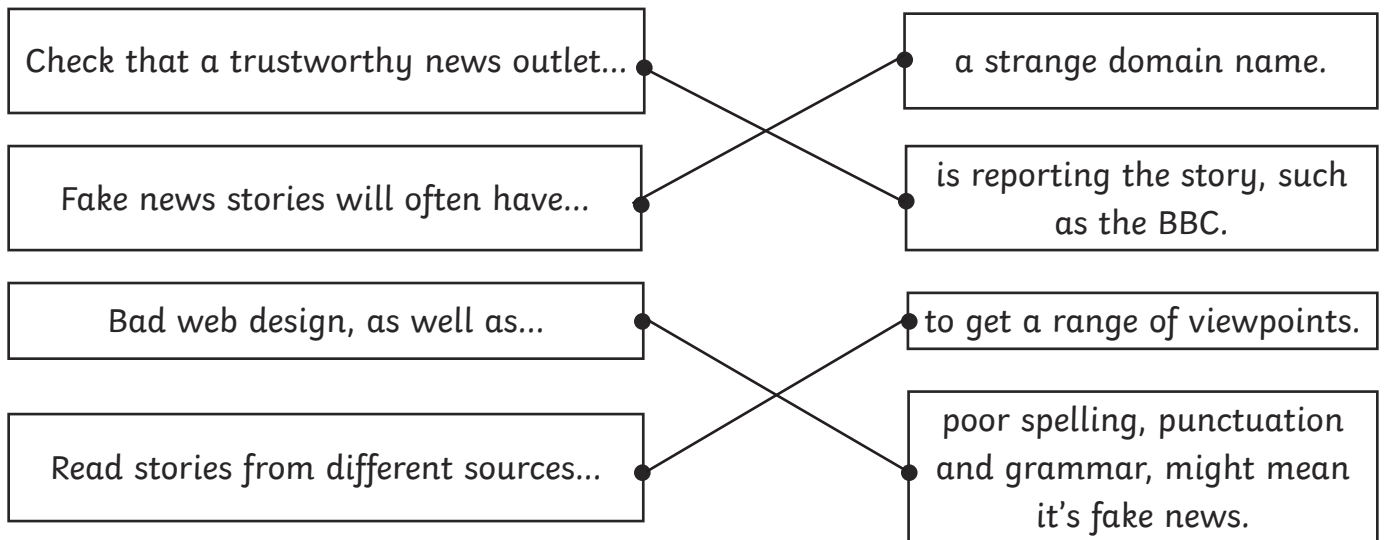 Check that a trustworthy news outlet...
a strange domain name.
Fake news stories will often have...
is reporting the story, such
as the BBC.
Bad web design, as well as...
to get a range of viewpoints.
Read stories from different sources...
poor spelling, punctuation
and grammar, might mean
it's fake news.